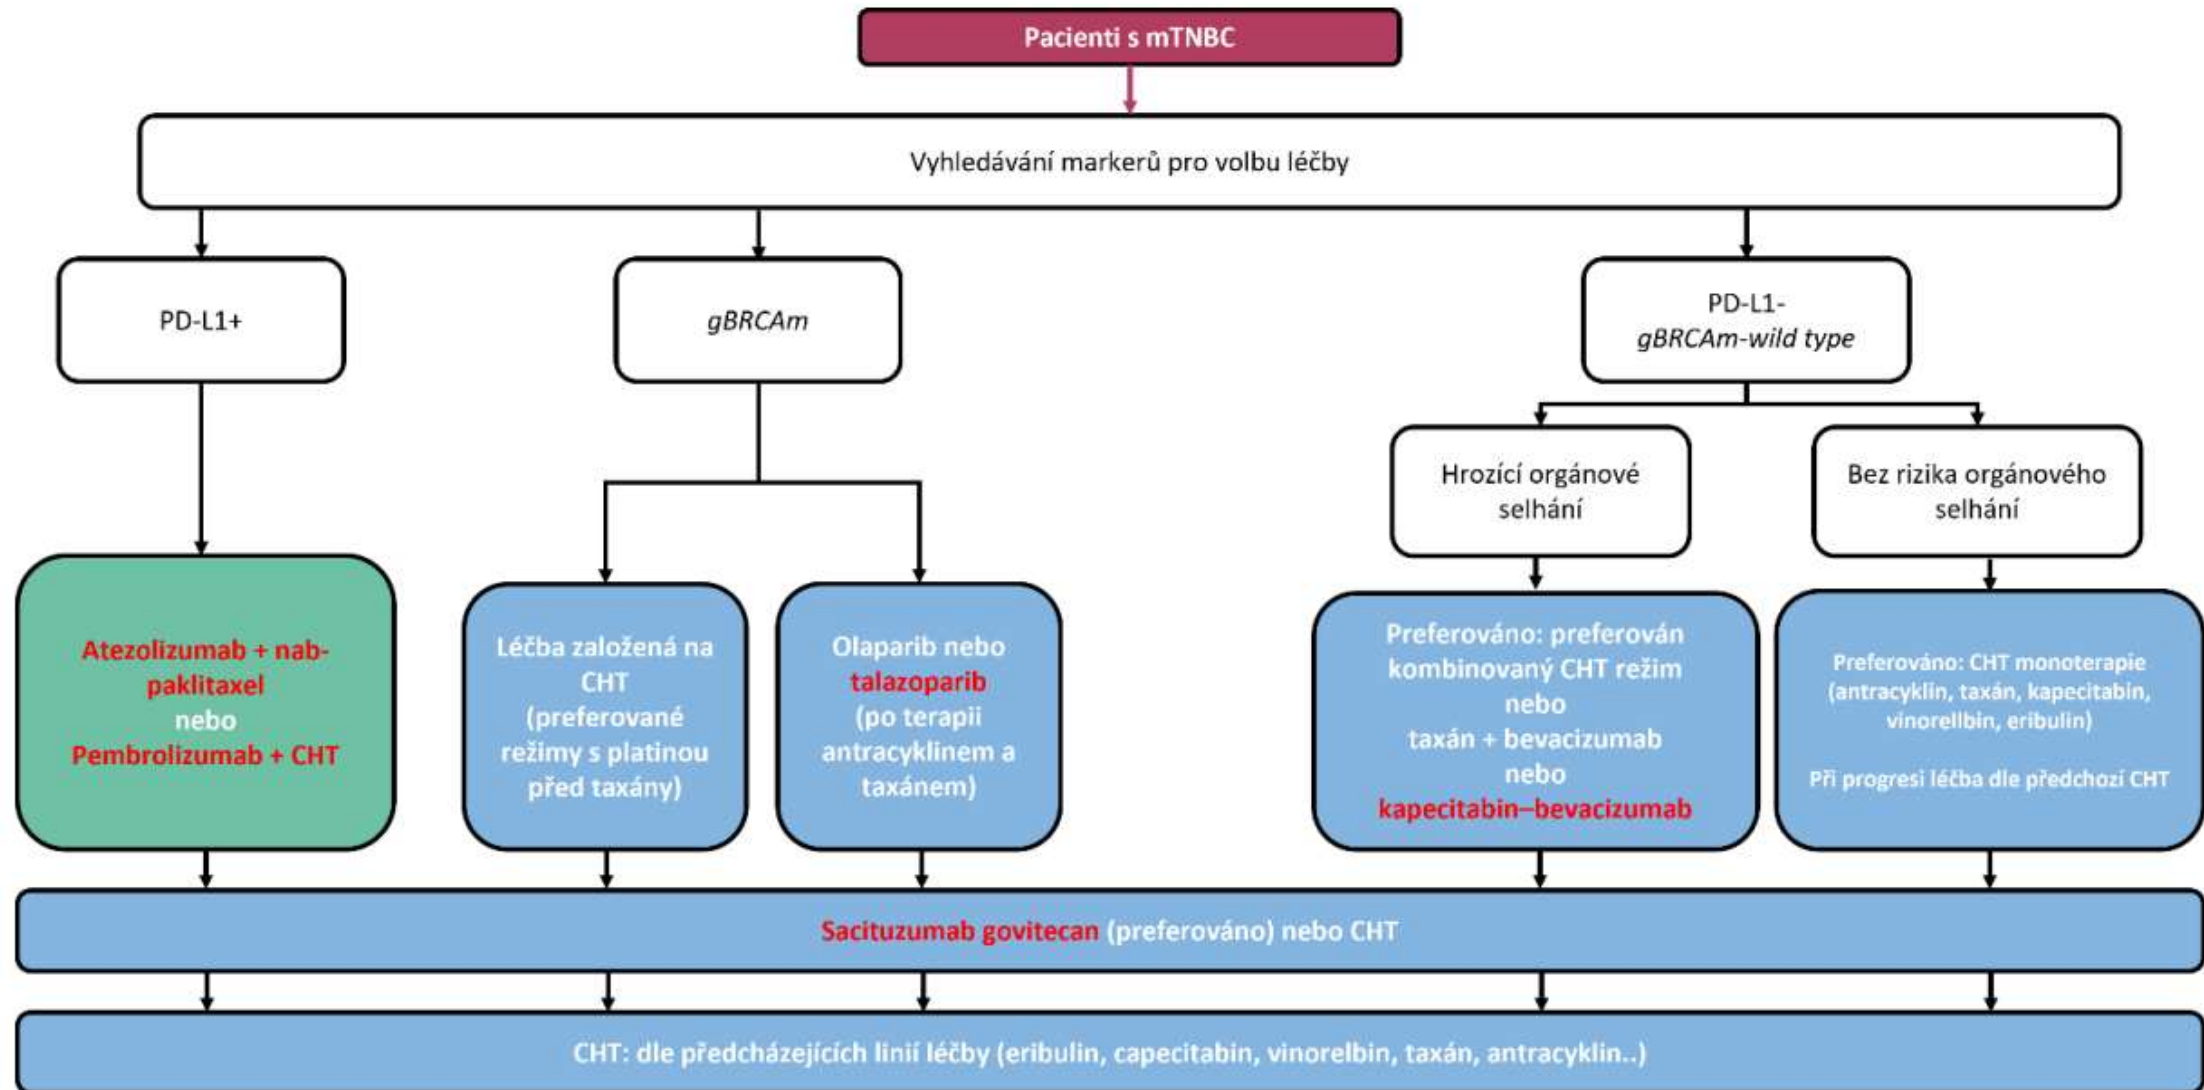 Pacienti s mTNBC
Vyhledávání markerů pro volbu léčby
PD-L1+
gBRCAm
PD-L1-
gBRCAm-wild type
Hrozící orgánové
selhání
Bez rizika orgánového
selhání
Atezolizumab + nab-
paklitaxel
nebo
Pembrolizumab + CHT
Léčba založená na
CHT
(preferované
režimy s platinou
před taxány)
Olaparib nebo
talazoparib
(po terapii
antracyklinem a
taxánem)
Preferováno: preferován
kombinovaný CHT režim
nebo
taxán + bevacizumab
nebo
kapecitabin–bevacizumab
Preferováno: CHT monoterapie
(antracyklin, taxán, kapecitabin,
vinorellbin, eribulin)
Při progresi léčba dle předchozí CHT
Sacituzumab govitecan (preferováno) nebo CHT
CHT: dle předcházejících linií léčby (eribulin, capecitabin, vinorelbin, taxán, antracyklin..)